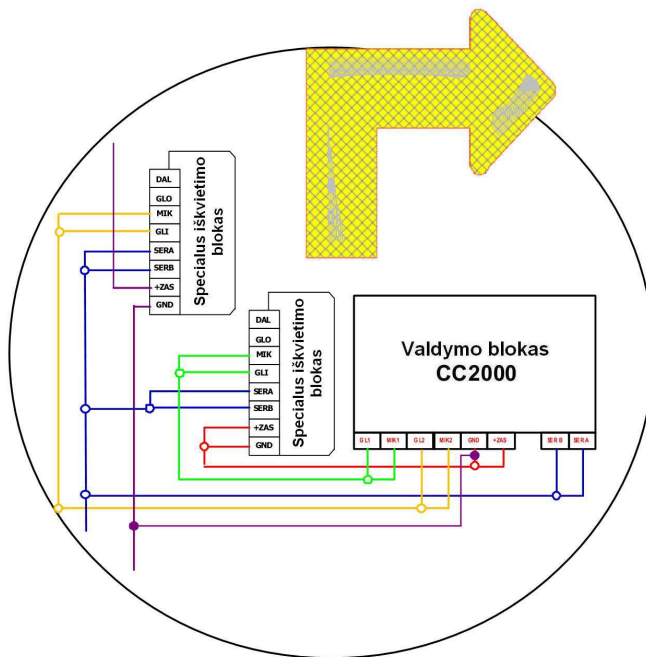 DAL
GLO
MIK
GLI
SERA
SERB
+ZAS
GND
Specialus iškvietimo
blokas
DAL
GLO
MIK
GLI
SERA
SERB
+ZAS
GND
Specialus iškvietimo
blokas
Valdymo blokas
CC2000
GL1 MIK1 GL2 MIK2 GND +ZAS SERB SERA